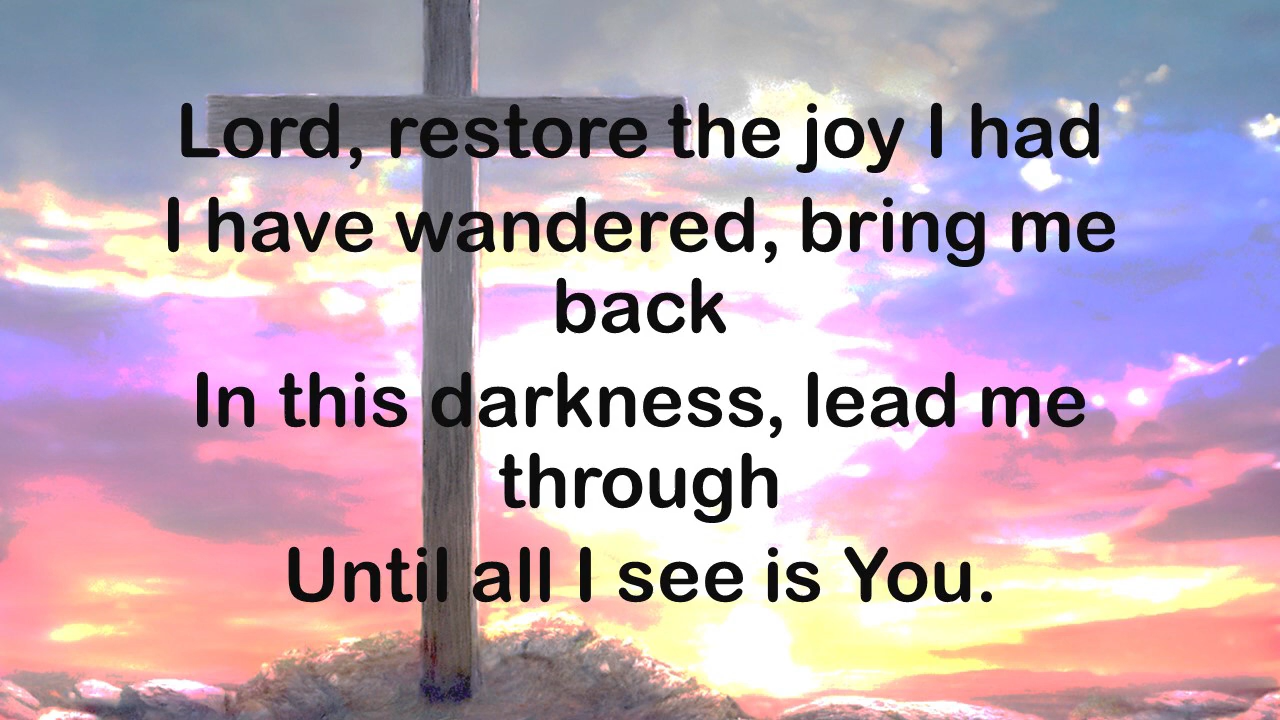 Lord, restore the joy I had
I have wandered, bring me
back
In this darkness, lead me
through
Until all I see is You.